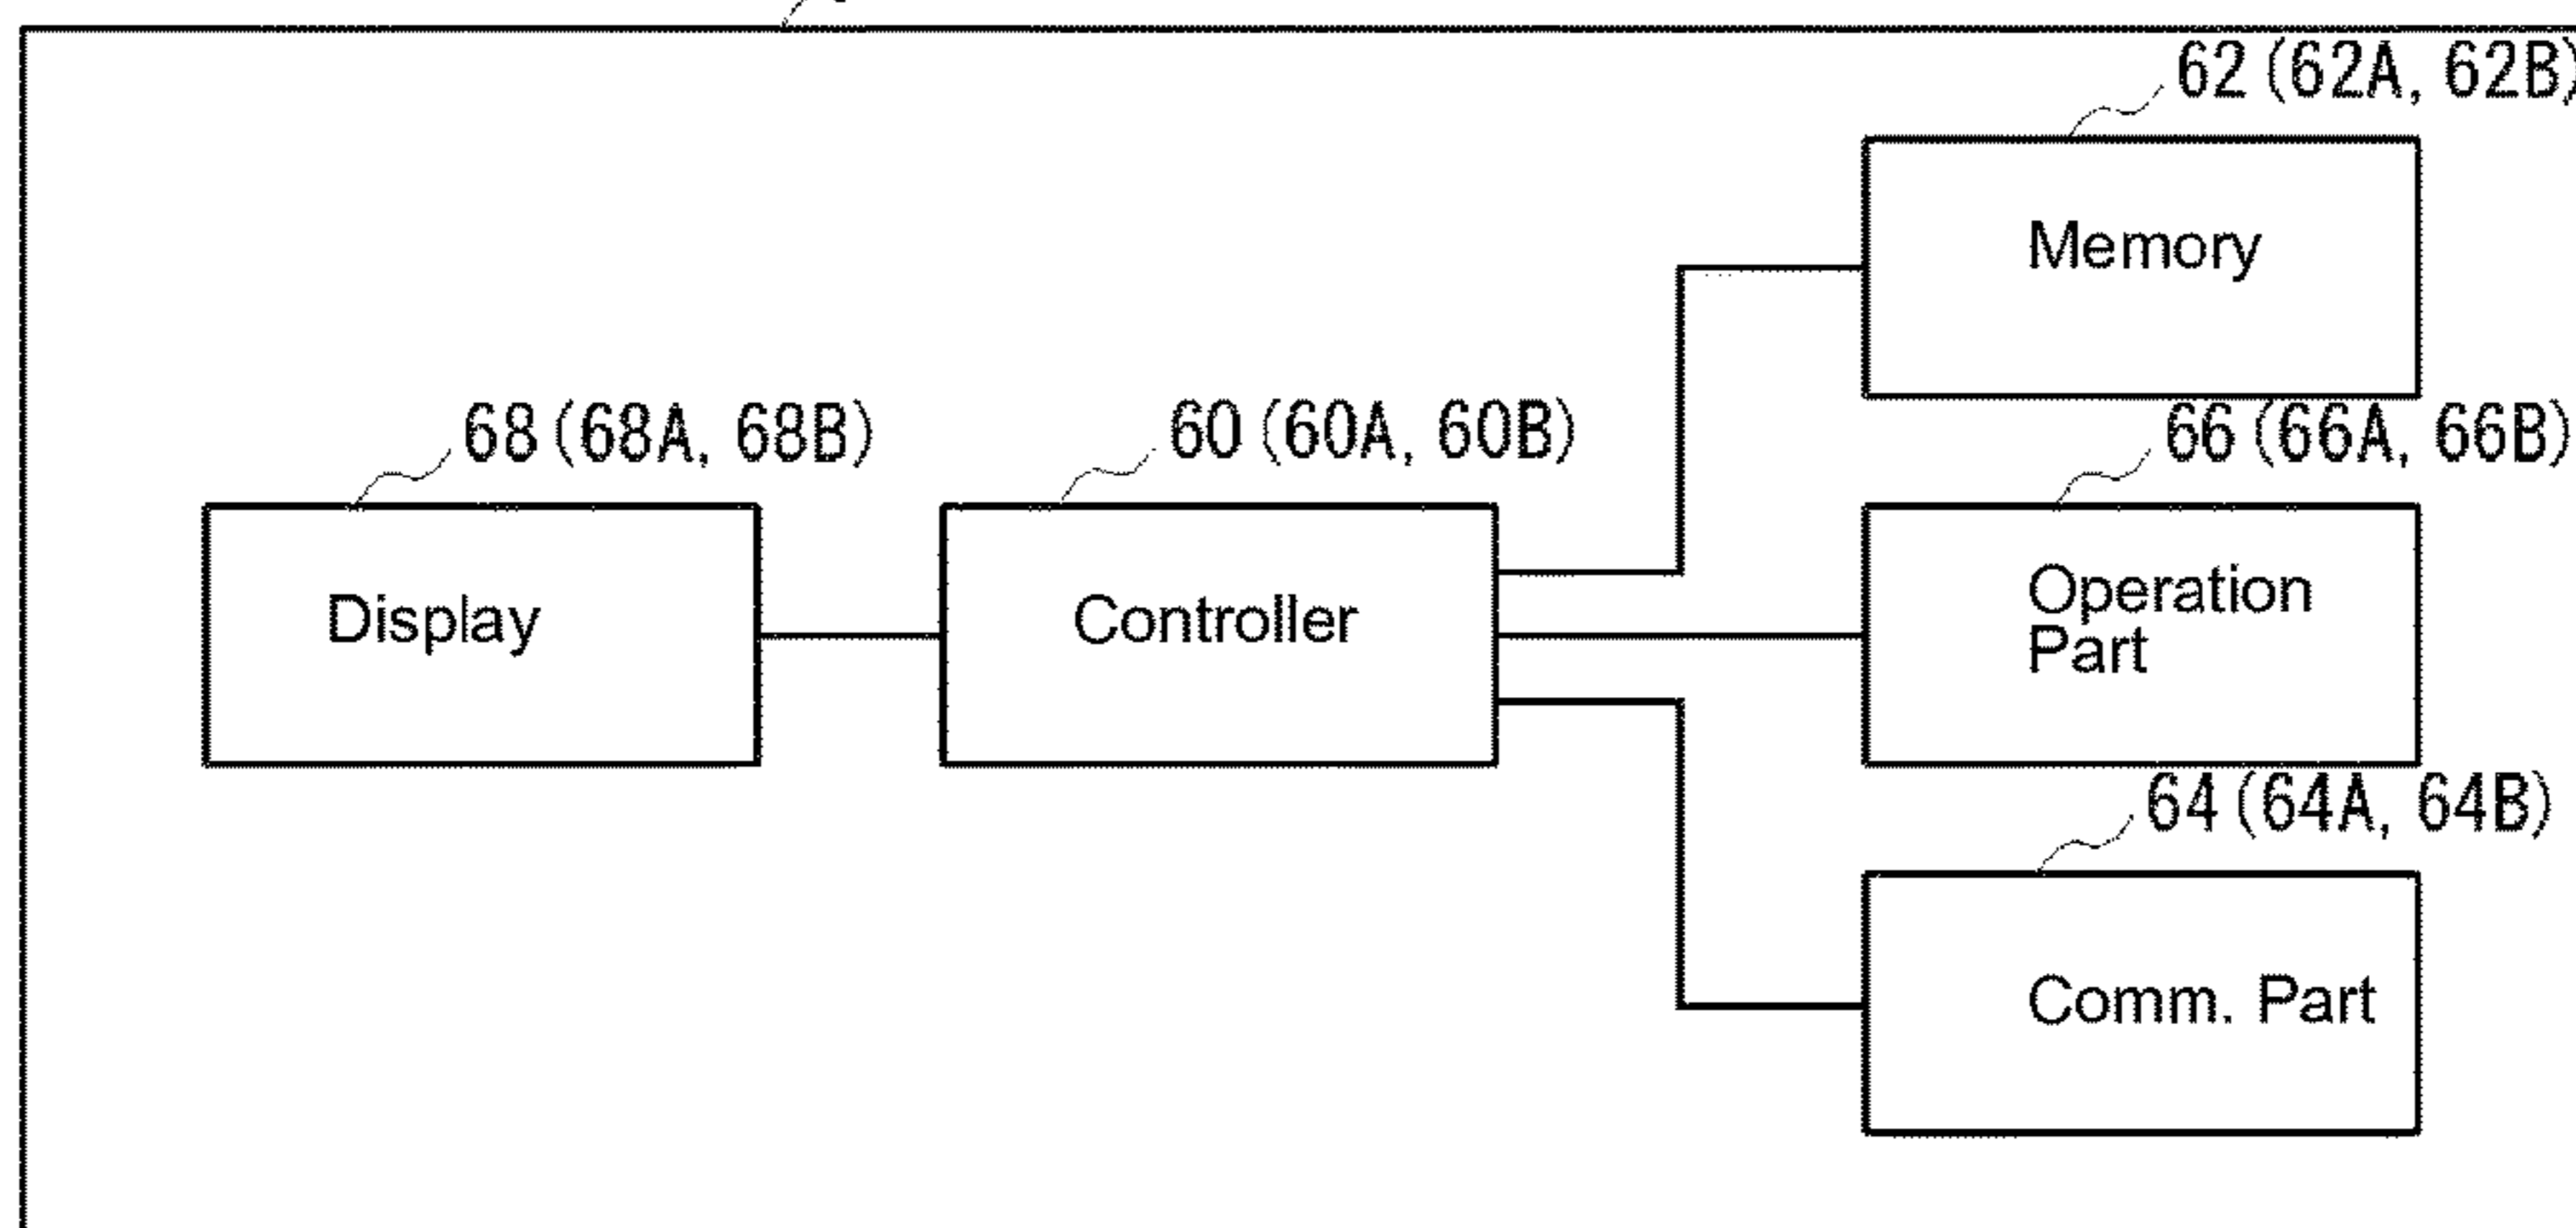 62 (62A, 62B)
Memory
68 (68A, 68B)
60 (60A, 60B)
66 (66A, 66B)
Display
Controller
Operation
Part
64 (64A, 64B)
Comm. Part